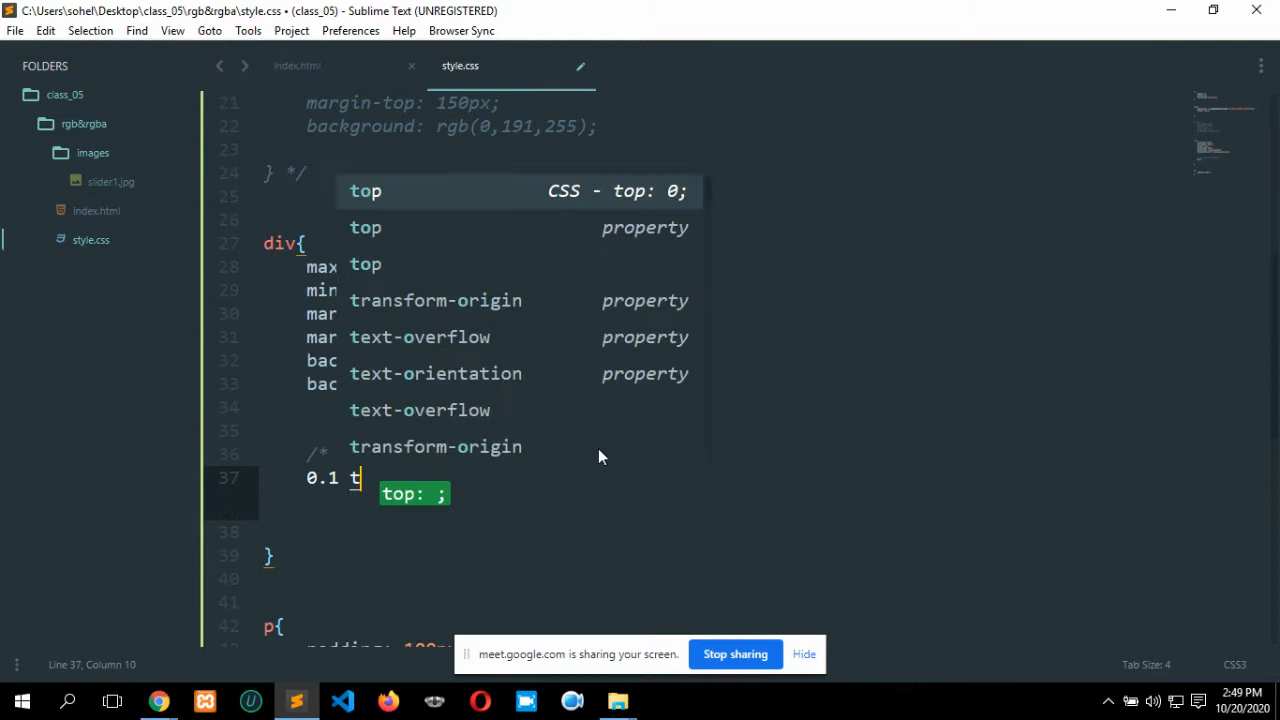 C:\Users\sohel\Desktop\class_05\rgb&rgba\style.css • (class_05) - Sublime Text (UNREGISTERED)
File Edit Selection Find View Goto Tools Project Preferences Help Browser Sync
FOLDERS
class_05
rgb&rgba
images
slider1.jpg
index.html
style.css
index.html
style.css
21 margin-top: 150px;
22 background: rgb(0,191,255);
23
24 } */
25
26
27 div{
28 max
29 min
30 mar
31 mar
32 bac
33 bac
34
35
36 /*
37 0.1 t
38
39 }
40
41
42 p{
top CSS - top: 0;
top property
top
transform-origin property
text-overflow property
text-orientation property
text-overflow
transform-origin
top: ;
meet.google.com is sharing your screen. Stop sharing Hide
Line 37, Column 10
Tab Size: 4
CSS3
2:49 PM
10/20/2020